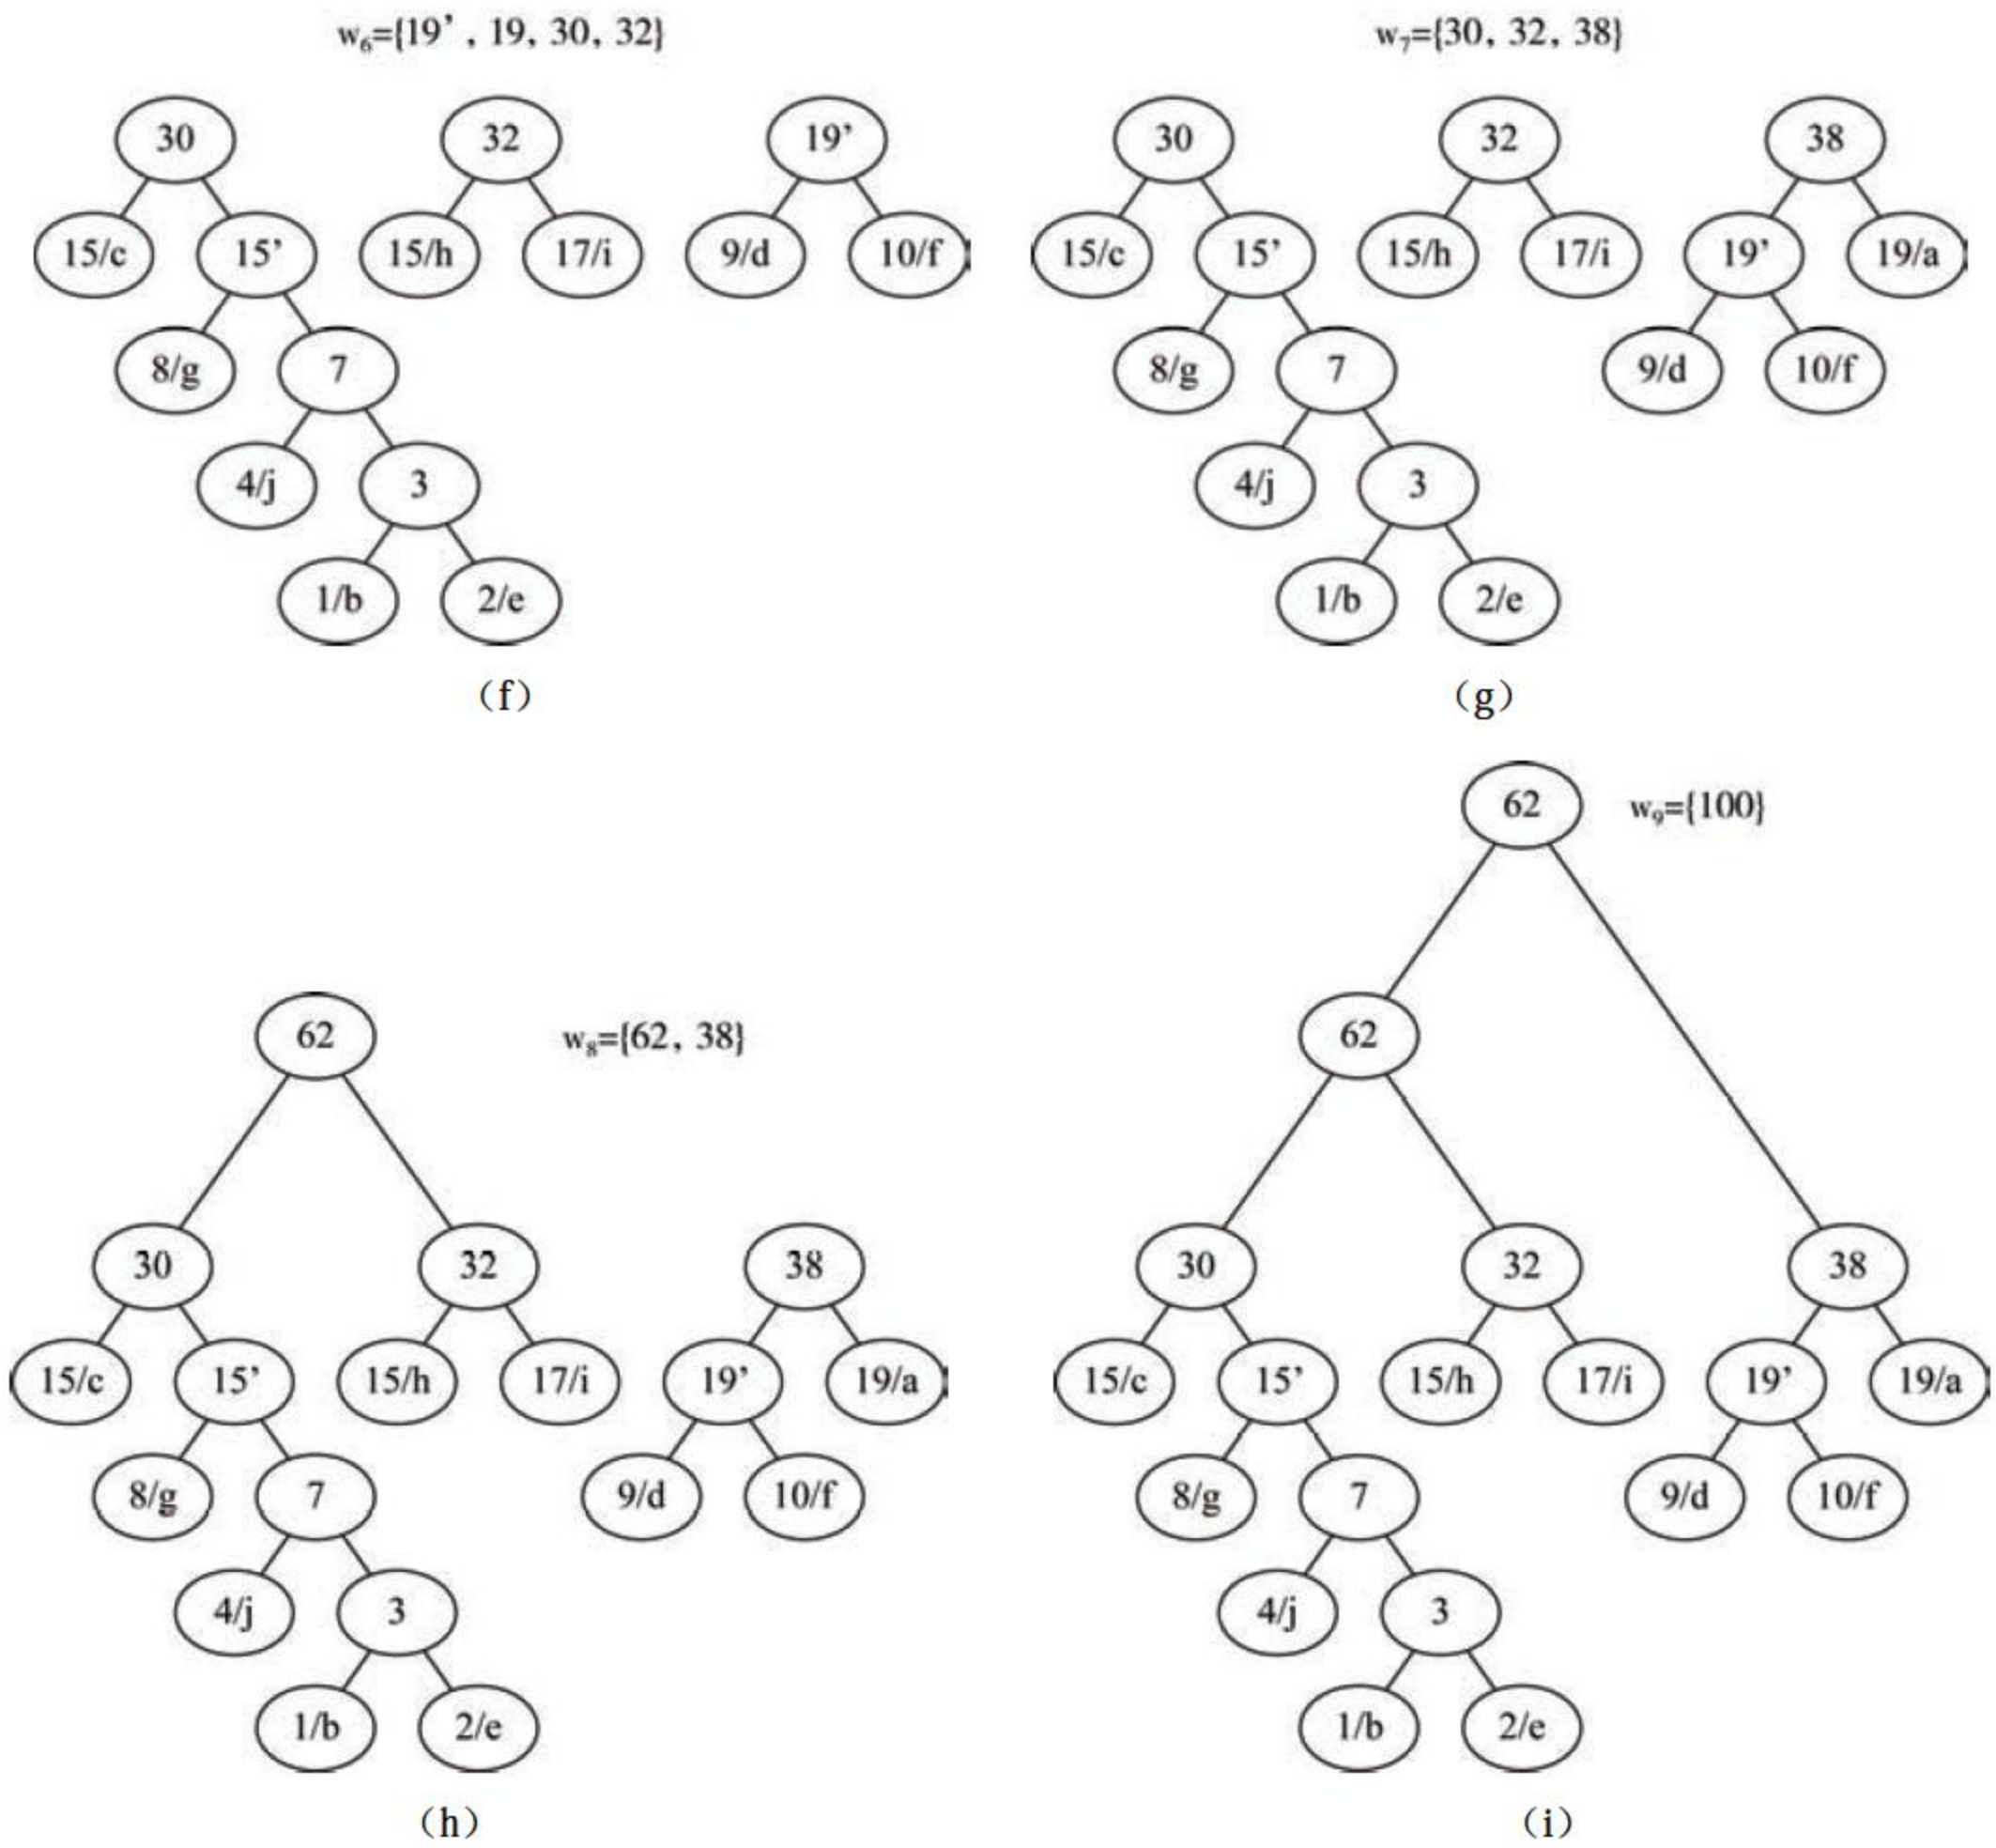 w₆={19’, 19, 30, 32}
30 32 19’
15/c 15’ 15/h 17/i 9/d 10/f
8/g 7
4/j 3
1/b 2/e
(f)
w₇={30, 32, 38}
30 32 38
15/c 15’ 15/h 17/i 19’ 19/a
8/g 7 9/d 10/f
4/j 3
1/b 2/e
(g)
62 w₈={62, 38}
30 32 38
15/c 15’ 15/h 17/i 19’ 19/a
8/g 7 9/d 10/f
4/j 3
1/b 2/e
(h)
62 w₉={100}
62
30 32 38
15/c 15’ 15/h 17/i 19’ 19/a
8/g 7 9/d 10/f
4/j 3
1/b 2/e
(i)